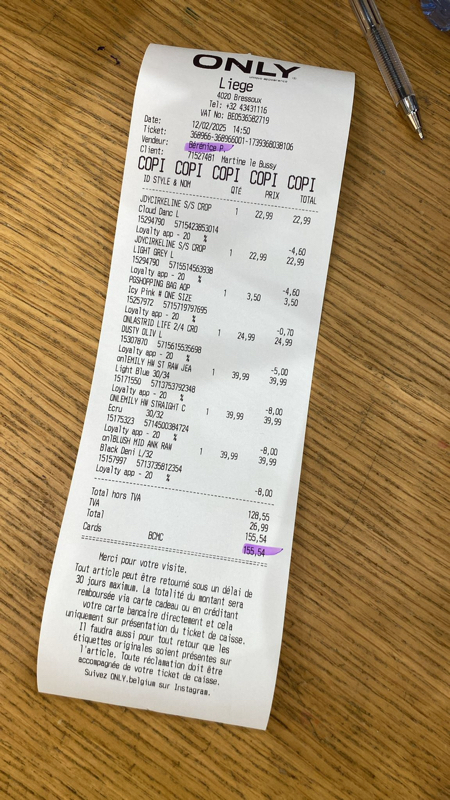 ONLY
Liege
4020 Bressoux
Tel: +32 43431116
VAT No: BE0536582719
Date: 12/02/2025 14:50
Ticket: 368966-368966001-1739368038106
Vendeur: Bérénice P.
Client: 71527481 Martine le Bussy
COPI COPI COPI COPI COPI
ID STYLE & NOM QTÉ PRIX TOTAL
JDYCIRKELINE S/S CROP 1 22,99 22,99
Cloud Danc L
15294790 5715423853014
Loyalty app - 20 % -4,60
JDYCIRKELINE S/S CROP 1 22,99 22,99
LIGHT GREY L
15294790 5715514563938
Loyalty app - 20 % -4,60
PGSHOPPING BAG AOP 1 3,50 3,50
Icy Pink # ONE SIZE
15257972 5715719797695
Loyalty app - 20 % -0,70
ONLASTRID LIFE 2/4 CRO 1 24,99 24,99
DUSTY OLIV L
15307870 5715615535698
Loyalty app - 20 % -5,00
onlEMILY HW ST RAW JEA 1 39,99 39,99
Light Blue 30/34
15171550 5713753792348
Loyalty app - 20 % -8,00
ONLEMILY HW STRAIGHT C 1 39,99 39,99
Ecru 30/32
15175323 5714500384724
Loyalty app - 20 % -8,00
onlBLUSH MID ANK RAW 1 39,99 39,99
Black Deni L/32
15157997 5713735812354
Loyalty app - 20 % -8,00
Total hors TVA 128,55
TVA 26,99
Total 155,54
Cards BCMC 155,54
Merci pour votre visite.
Tout article peut être retourné sous un délai de
30 jours maximum. La totalité du montant sera
remboursée via carte cadeau ou en créditant
votre carte bancaire directement et cela
uniquement sur présentation du ticket de caisse.
Il faudra aussi pour tout retour que les
étiquettes originales soient présentes sur
l'article. Toute réclamation doit être
accompagnée de votre ticket de caisse.
Suivez ONLY.belgium sur Instagram.